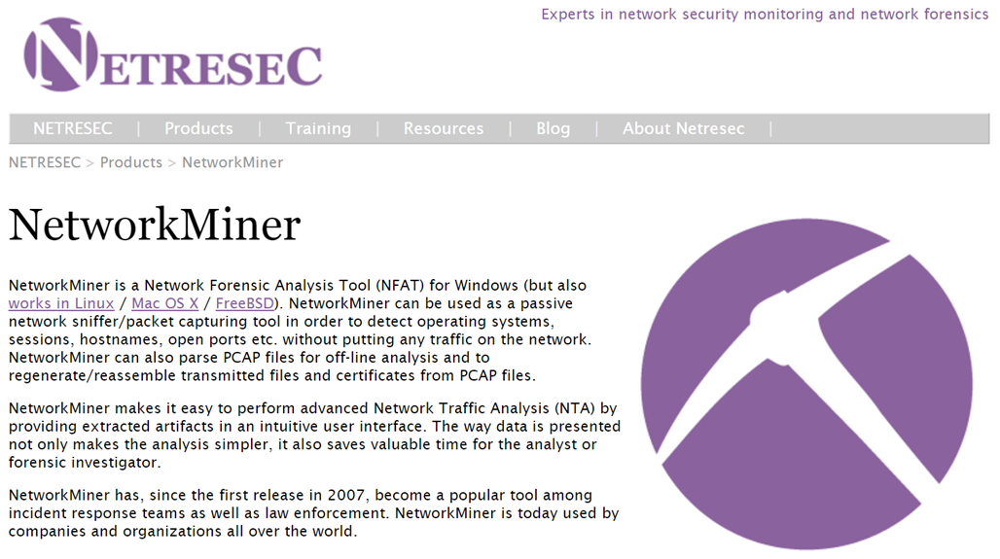 Experts in network security monitoring and network forensics
NETRESEC
NETRESEC | Products | Training | Resources | Blog | About Netresec |
NETRESEC > Products > NetworkMiner
NetworkMiner
NetworkMiner is a Network Forensic Analysis Tool (NFAT) for Windows (but also
works in Linux / Mac OS X / FreeBSD). NetworkMiner can be used as a passive
network sniffer/packet capturing tool in order to detect operating systems,
sessions, hostnames, open ports etc. without putting any traffic on the network.
NetworkMiner can also parse PCAP files for off-line analysis and to
regenerate/reassemble transmitted files and certificates from PCAP files.
NetworkMiner makes it easy to perform advanced Network Traffic Analysis (NTA) by
providing extracted artifacts in an intuitive user interface. The way data is presented
not only makes the analysis simpler, it also saves valuable time for the analyst or
forensic investigator.
NetworkMiner has, since the first release in 2007, become a popular tool among
incident response teams as well as law enforcement. NetworkMiner is today used by
companies and organizations all over the world.